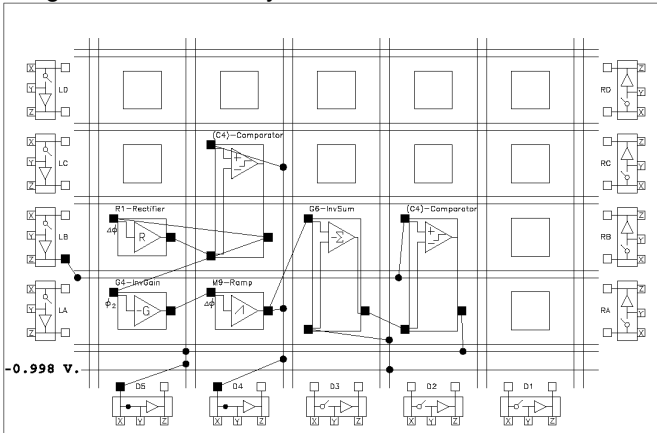 X LD Z
Y Y
Z RD X
(C4)-Comparator
X LC Z
Y Y
Z RC X
R1-Rectifier G6-InvSum (C4)-Comparator
X Δϕ R Σ Z
Y LB Y
Z RB X
G4-InvGain M9-Ramp
X ϕ2 -G Δϕ Z
Y LA Y
Z RA X
-0.998 V.
D5 D4 D3 D2 D1
X Y Z X Y Z X Y Z X Y Z X Y Z